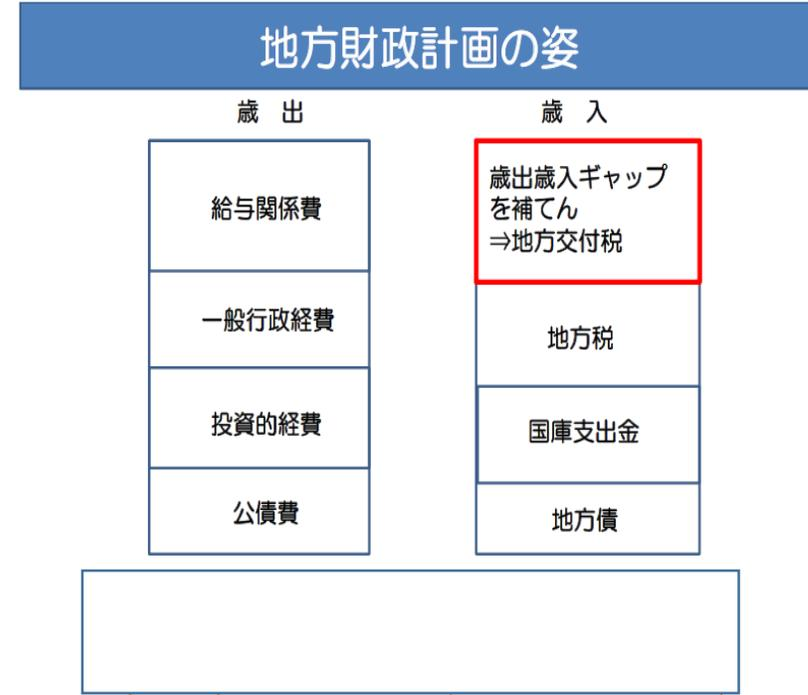 地方財政計画の姿
歳 出
歳 入
給与関係費
一般行政経費
投資的経費
公債費
歳出歳入ギャップ
を補てん
⇒地方交付税
地方税
国庫支出金
地方債